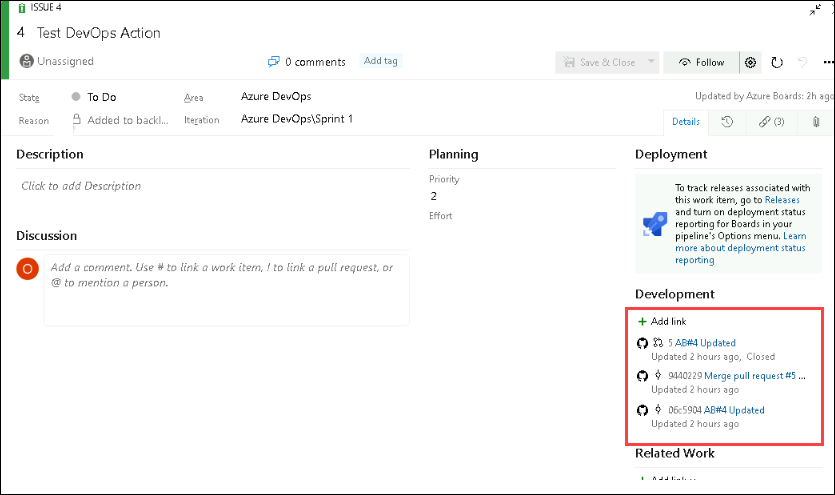 ISSUE 4
4 Test DevOps Action
Unassigned
0 comments
Add tag
Save & Close
Follow
State
To Do
Area
Azure DevOps
Updated by Azure Boards: 2h ago
Reason
Added to backl...
Iteration
Azure DevOps\Sprint 1
Details
(3)
Description
Click to add Description
Discussion
O
Add a comment. Use # to link a work item, ! to link a pull request, or
@ to mention a person.
Planning
Priority
2
Effort
Deployment
To track releases associated with
this work item, go to Releases
and turn on deployment status
reporting for Boards in your
pipeline's Options menu. Learn
more about deployment status
reporting
Development
+ Add link
5 AB#4 Updated
Updated 2 hours ago, Closed
9440229 Merge pull request #5 ...
Updated 2 hours ago
06c5904 AB#4 Updated
Updated 2 hours ago
Related Work
Add link